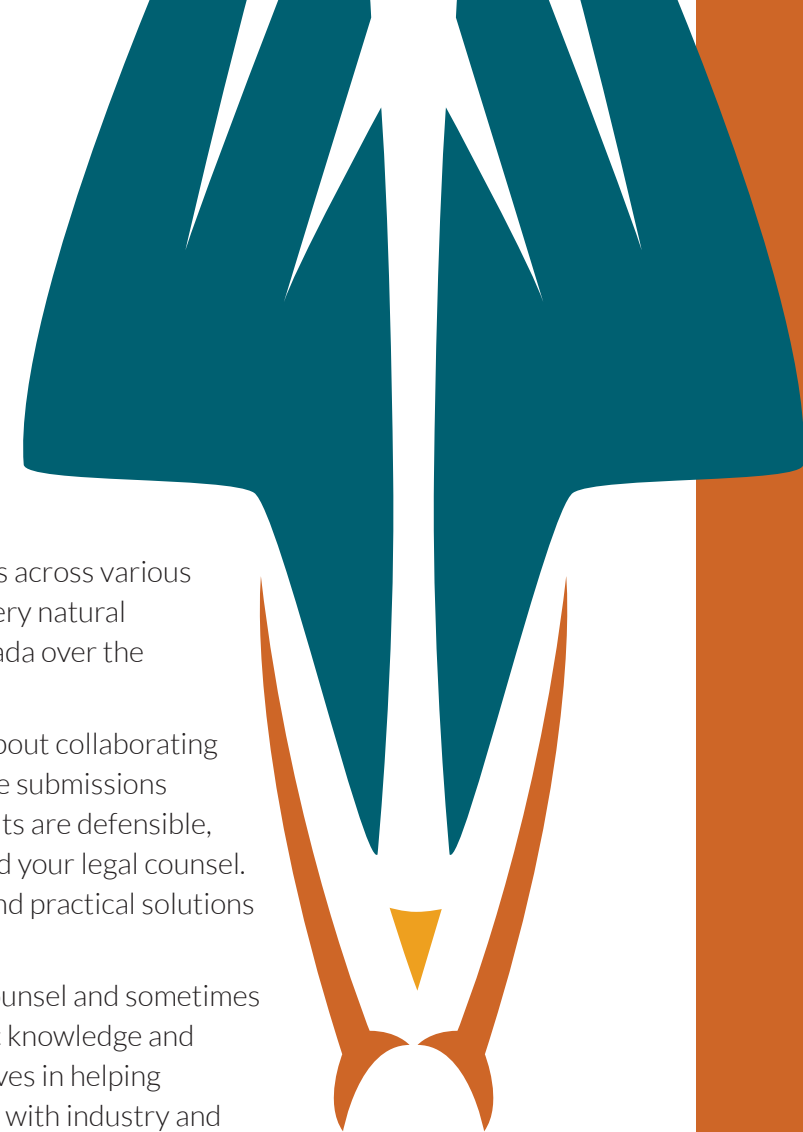 s across various
ery natural
ada over the
bout collaborating
e submissions
ts are defensible,
d your legal counsel.
nd practical solutions
ounsel and sometimes
knowledge and
ves in helping
with industry and